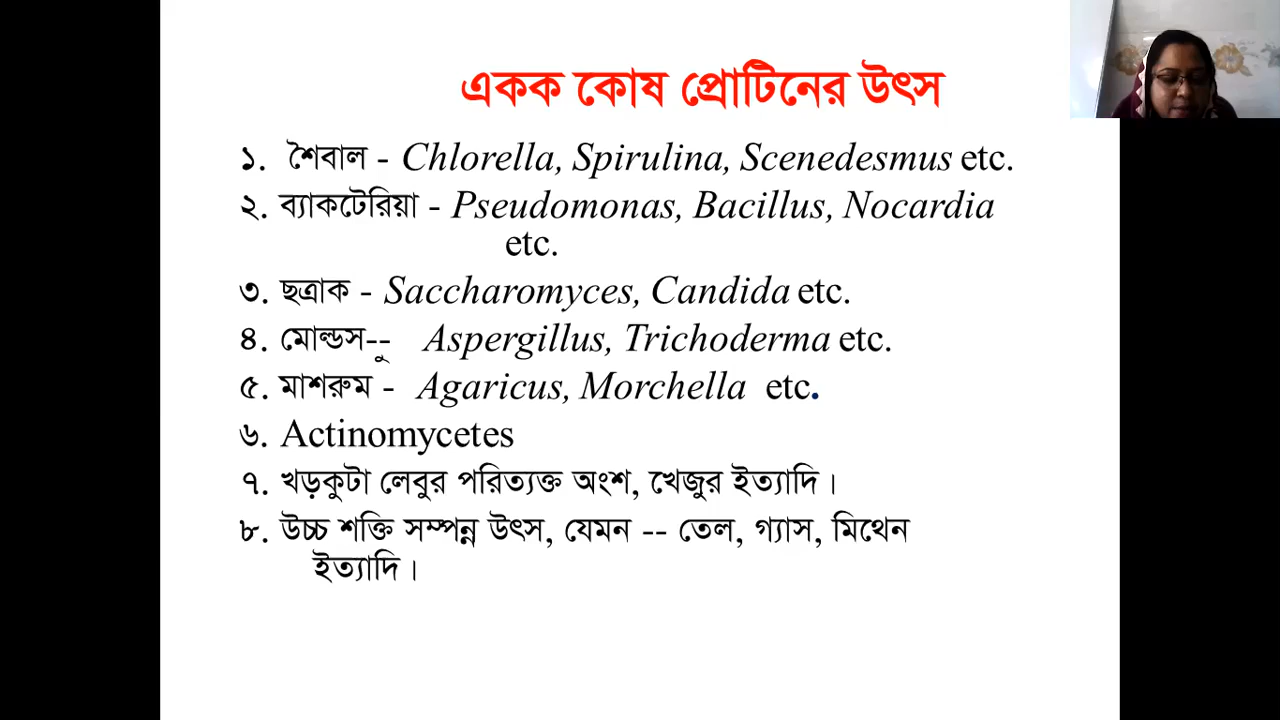 একক কোষ প্রোটিনের উৎস
১. শৈবাল - Chlorella, Spirulina, Scenedesmus etc.
২. ব্যাকটেরিয়া - Pseudomonas, Bacillus, Nocardia
etc.
৩. ছত্রাক - Saccharomyces, Candida etc.
৪. মোল্ডস--ু Aspergillus, Trichoderma etc.
৫. মাশরুম - Agaricus, Morchella etc.
৬. Actinomycetes
৭. খড়কুটা লেবুর পরিত্যক্ত অংশ, খেজুর ইত্যাদি।
৮. উচ্চ শক্তি সম্পন্ন উৎস, যেমন -- তেল, গ্যাস, মিথেন
ইত্যাদি।